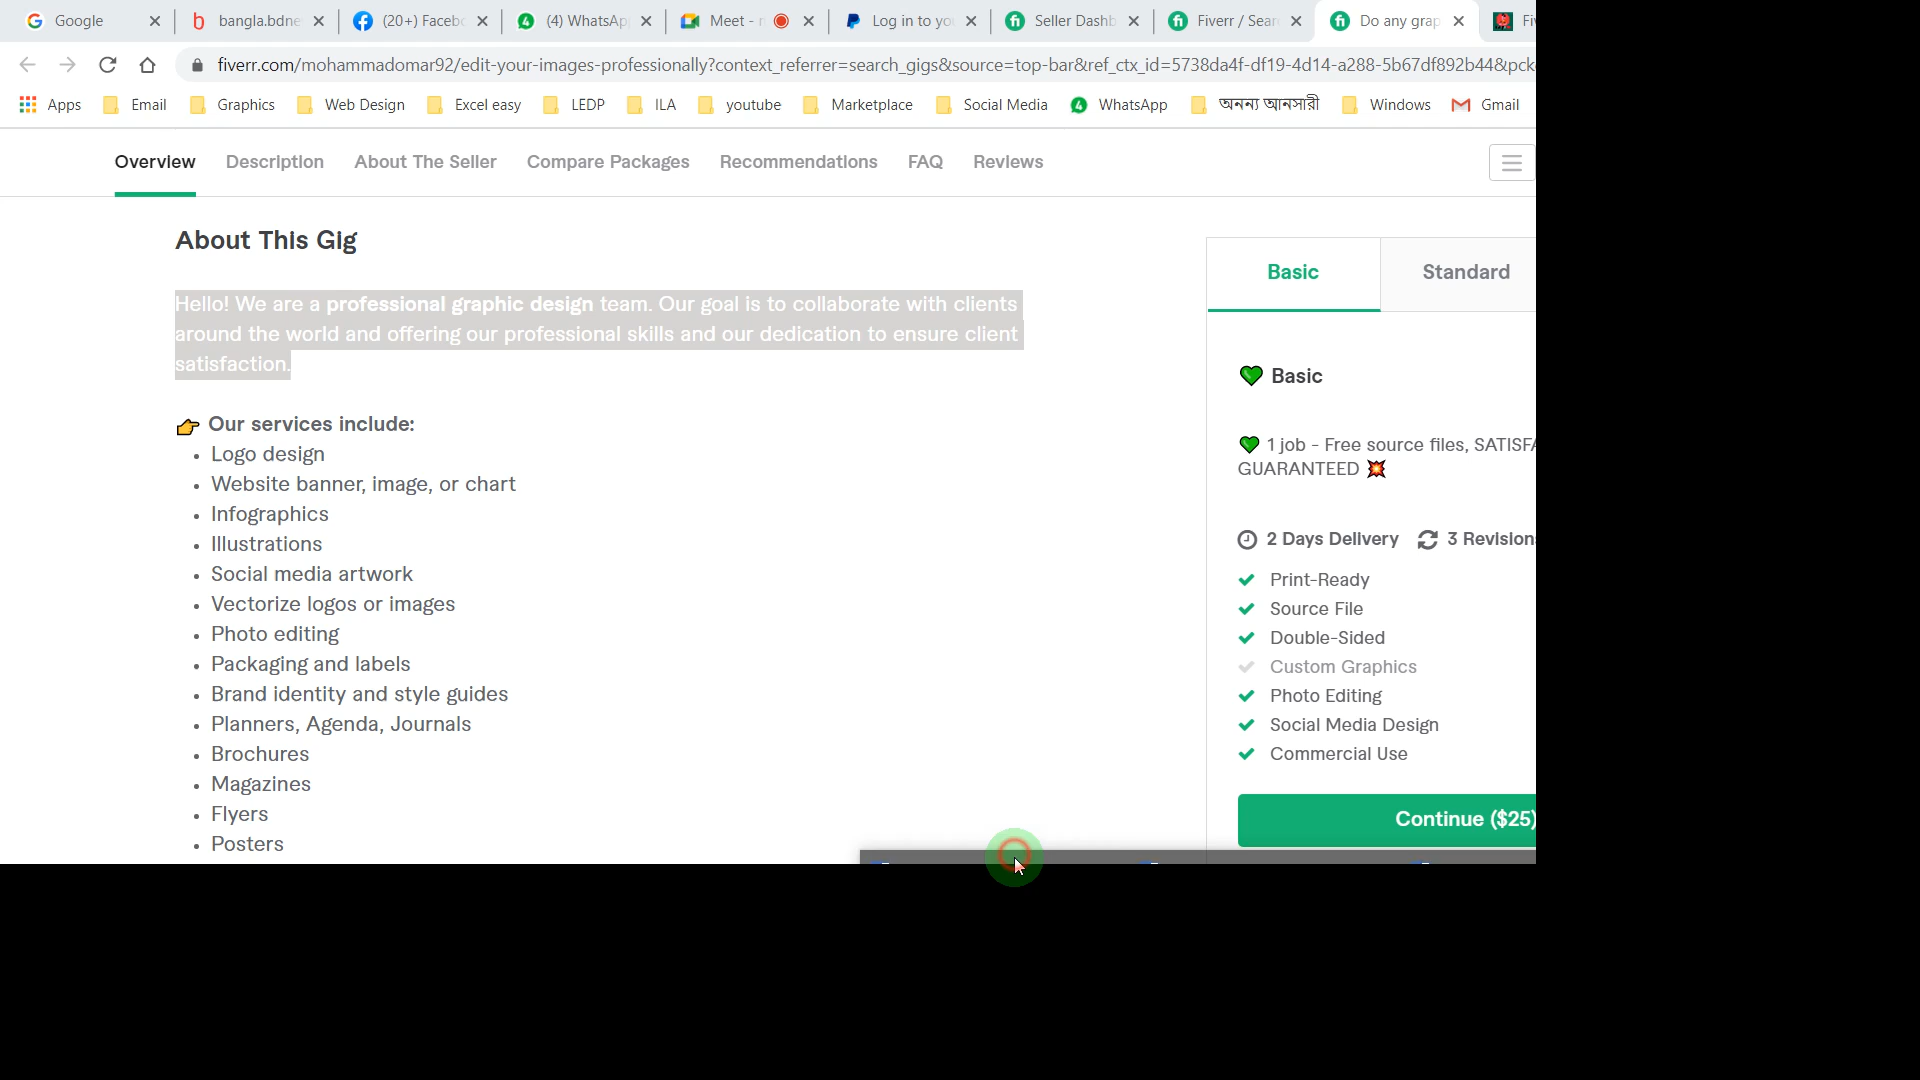 Google
bangla.bdne
(20+) Facebo
(4) WhatsAp
Meet -
Log in to yo
Seller Dashb
Fiverr / Sear
Do any grap
Fi
fiverr.com/mohammadomar92/edit-your-images-professionally?context_referrer=search_gigs&source=top-bar&ref_ctx_id=5738da4f-df19-4d14-a288-5b67df892b44&pck
Apps Email Graphics Web Design Excel easy LEDP ILA youtube Marketplace Social Media WhatsApp অনন্য আনসারী Windows Gmail
Overview Description About The Seller Compare Packages Recommendations FAQ Reviews
About This Gig
Hello! We are a professional graphic design team. Our goal is to collaborate with clients
around the world and offering our professional skills and our dedication to ensure client
satisfaction.
👉 Our services include:
• Logo design
• Website banner, image, or chart
• Infographics
• Illustrations
• Social media artwork
• Vectorize logos or images
• Photo editing
• Packaging and labels
• Brand identity and style guides
• Planners, Agenda, Journals
• Brochures
• Magazines
• Flyers
• Posters
Basic Standard
💚 Basic
💚 1 job - Free source files, SATISFA
GUARANTEED 💥
2 Days Delivery 3 Revisions
Print-Ready
Source File
Double-Sided
Custom Graphics
Photo Editing
Social Media Design
Commercial Use
Continue ($25)